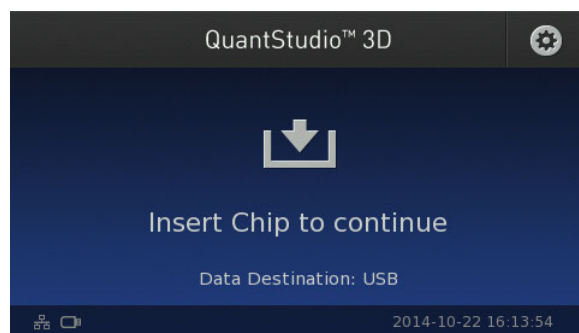 QuantStudio™ 3D
Insert Chip to continue
Data Destination: USB
2014-10-22 16:13:54